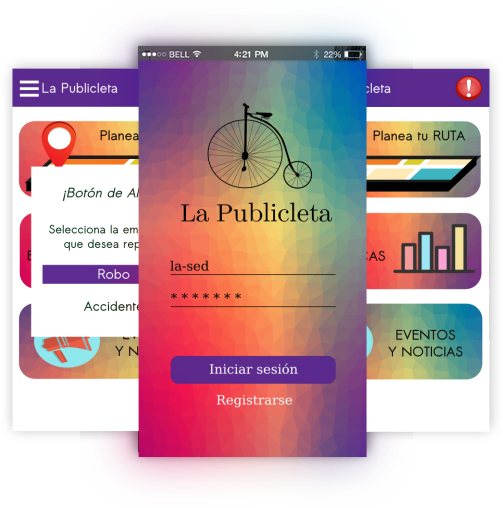 La Publicleta
Planea
¡Botón de Al
Selecciona la em
que desea rep
Robo
Accidente
Y N
BELL
4:21 PM
22%
La Publicleta
la-sed
*******
Iniciar sesión
Registrarse
cleta
Planea tu RUTA
CAS
EVENTOS
Y NOTICIAS